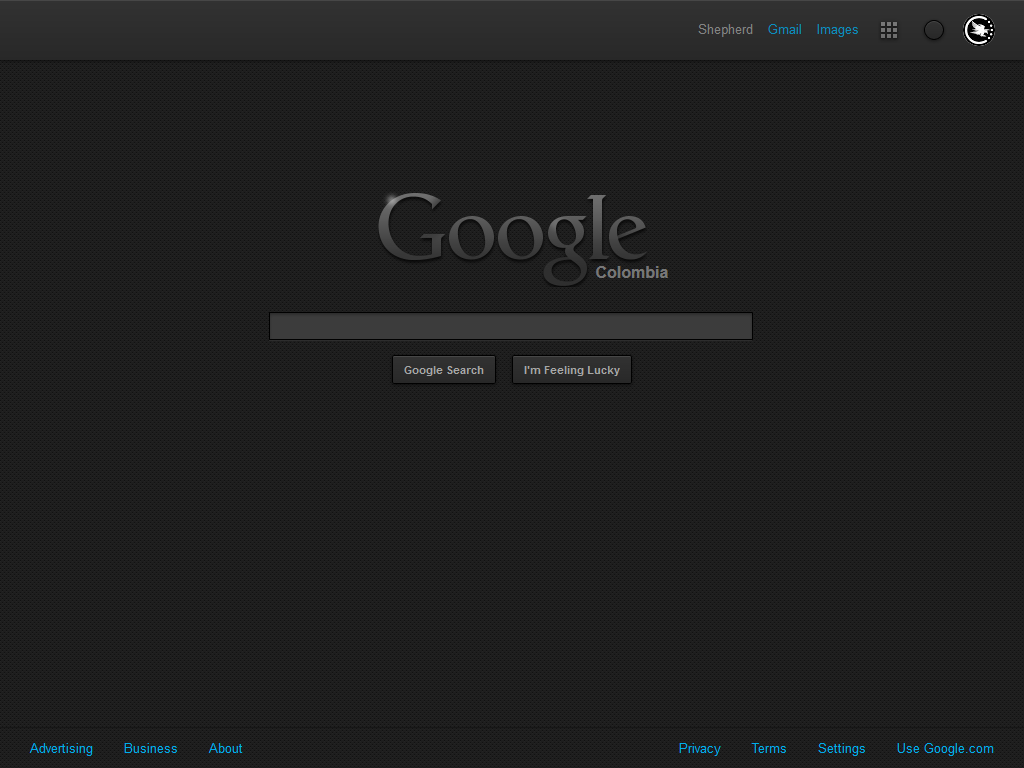 Shepherd Gmail Images
Google
Colombia
Google Search I'm Feeling Lucky
Advertising Business About Privacy Terms Settings Use Google.com